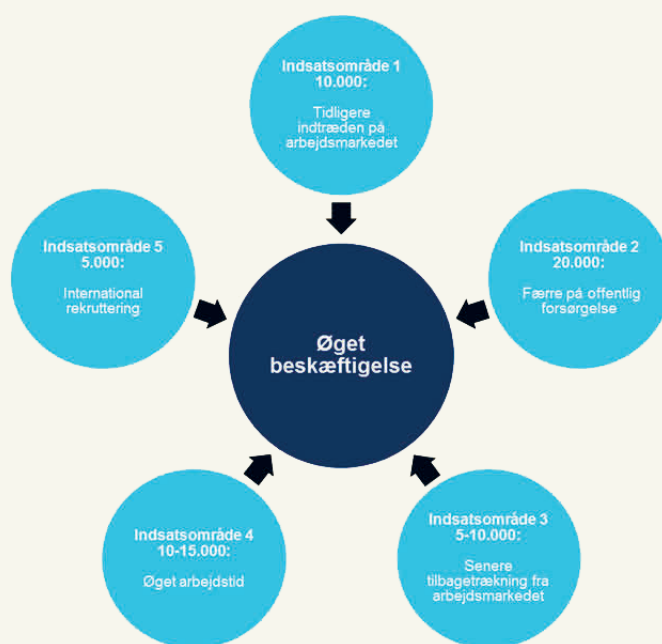 Indsatsområde 1
10.000:
Tidligere
indtræden på
arbejdsmarkedet
Indsatsområde 5
5.000:
International
rekruttering
Indsatsområde 2
20.000:
Færre på offentlig
forsørgelse
Øget
beskæftigelse
Indsatsområde 4
10-15.000:
Øget arbejdstid
Indsatsområde 3
5-10.000:
Senere
tilbagetrækning fra
arbejdsmarkedet